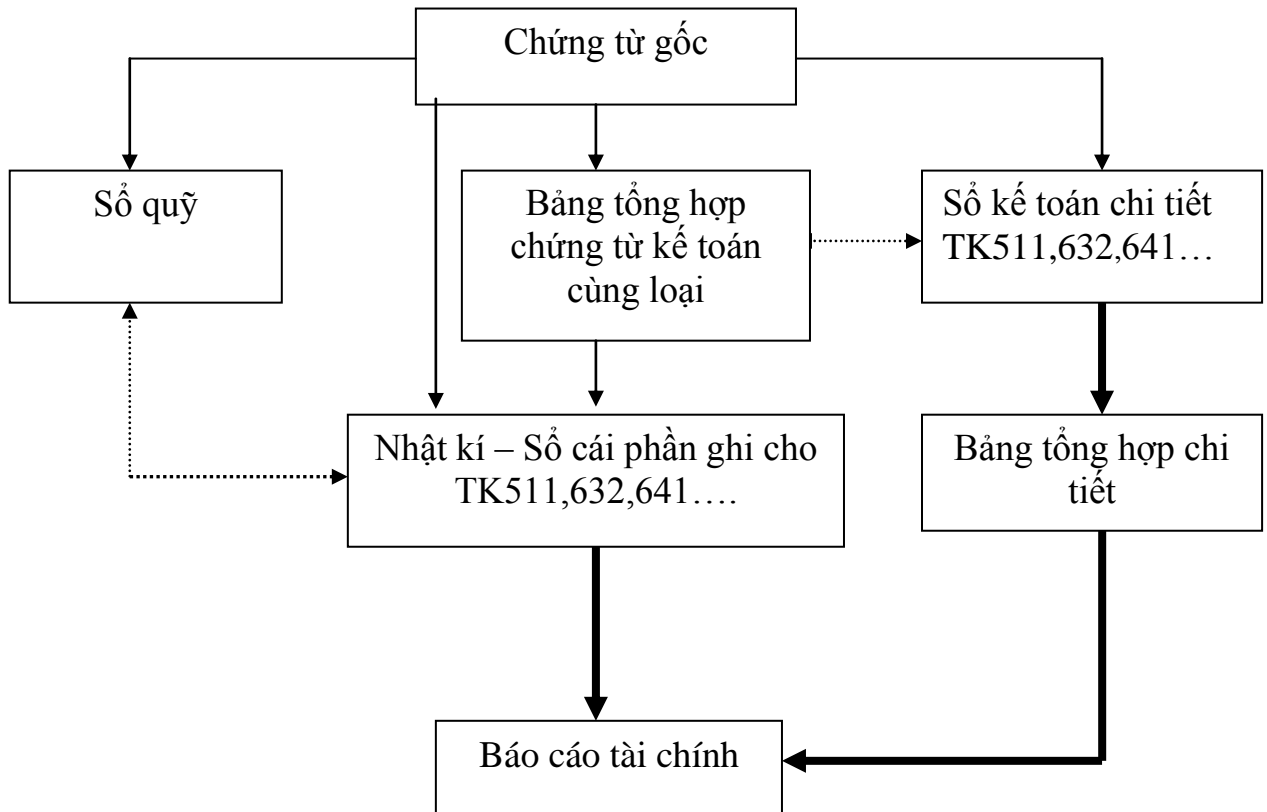 Chứng từ gốc
Sổ quỹ
Bảng tổng hợp
chứng từ kế toán
cùng loại
Sổ kế toán chi tiết
TK511,632,641…
Nhật kí – Sổ cái phần ghi cho
TK511,632,641….
Bảng tổng hợp chi
tiết
Báo cáo tài chính